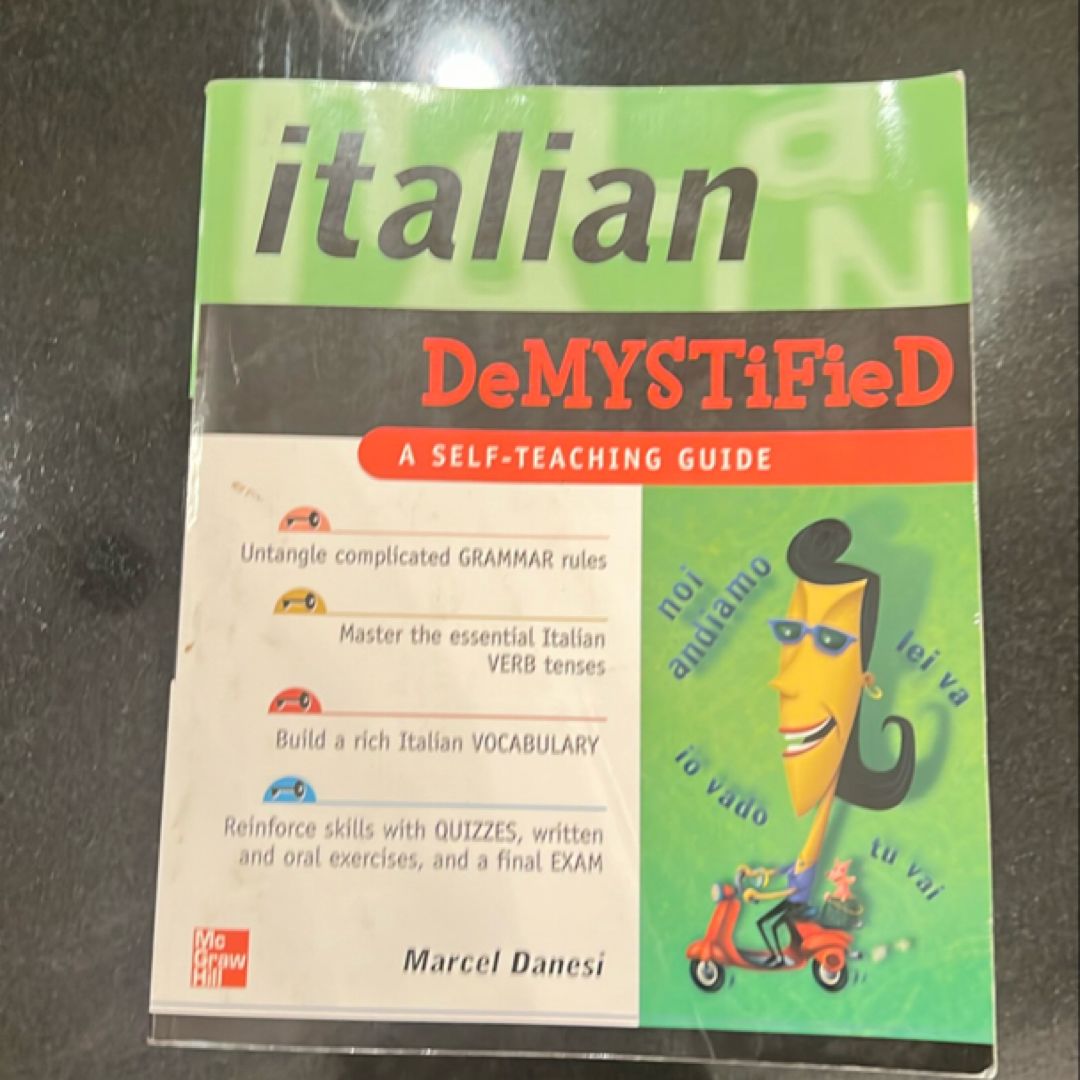 italian
DeMYSTiFieD
A SELF-TEACHING GUIDE
Untangle complicated GRAMMAR rules
Master the essential Italian
VERB tenses
Build a rich Italian VOCABULARY
Reinforce skills with QUIZZES, written
and oral exercises, and a final EXAM
noi
andiamo
lei va
io vado
tu vai
Mc
Graw
Hill
Marcel Danesi